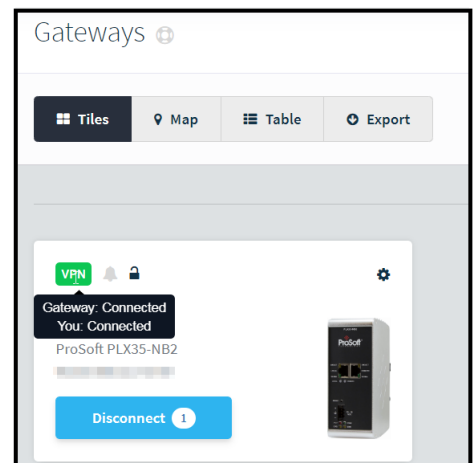 Gateways
Tiles
Map
Table
Export
VPN
Gateway: Connected
You: Connected
ProSoft PLX35-NB2
ProSoft
Disconnect 1